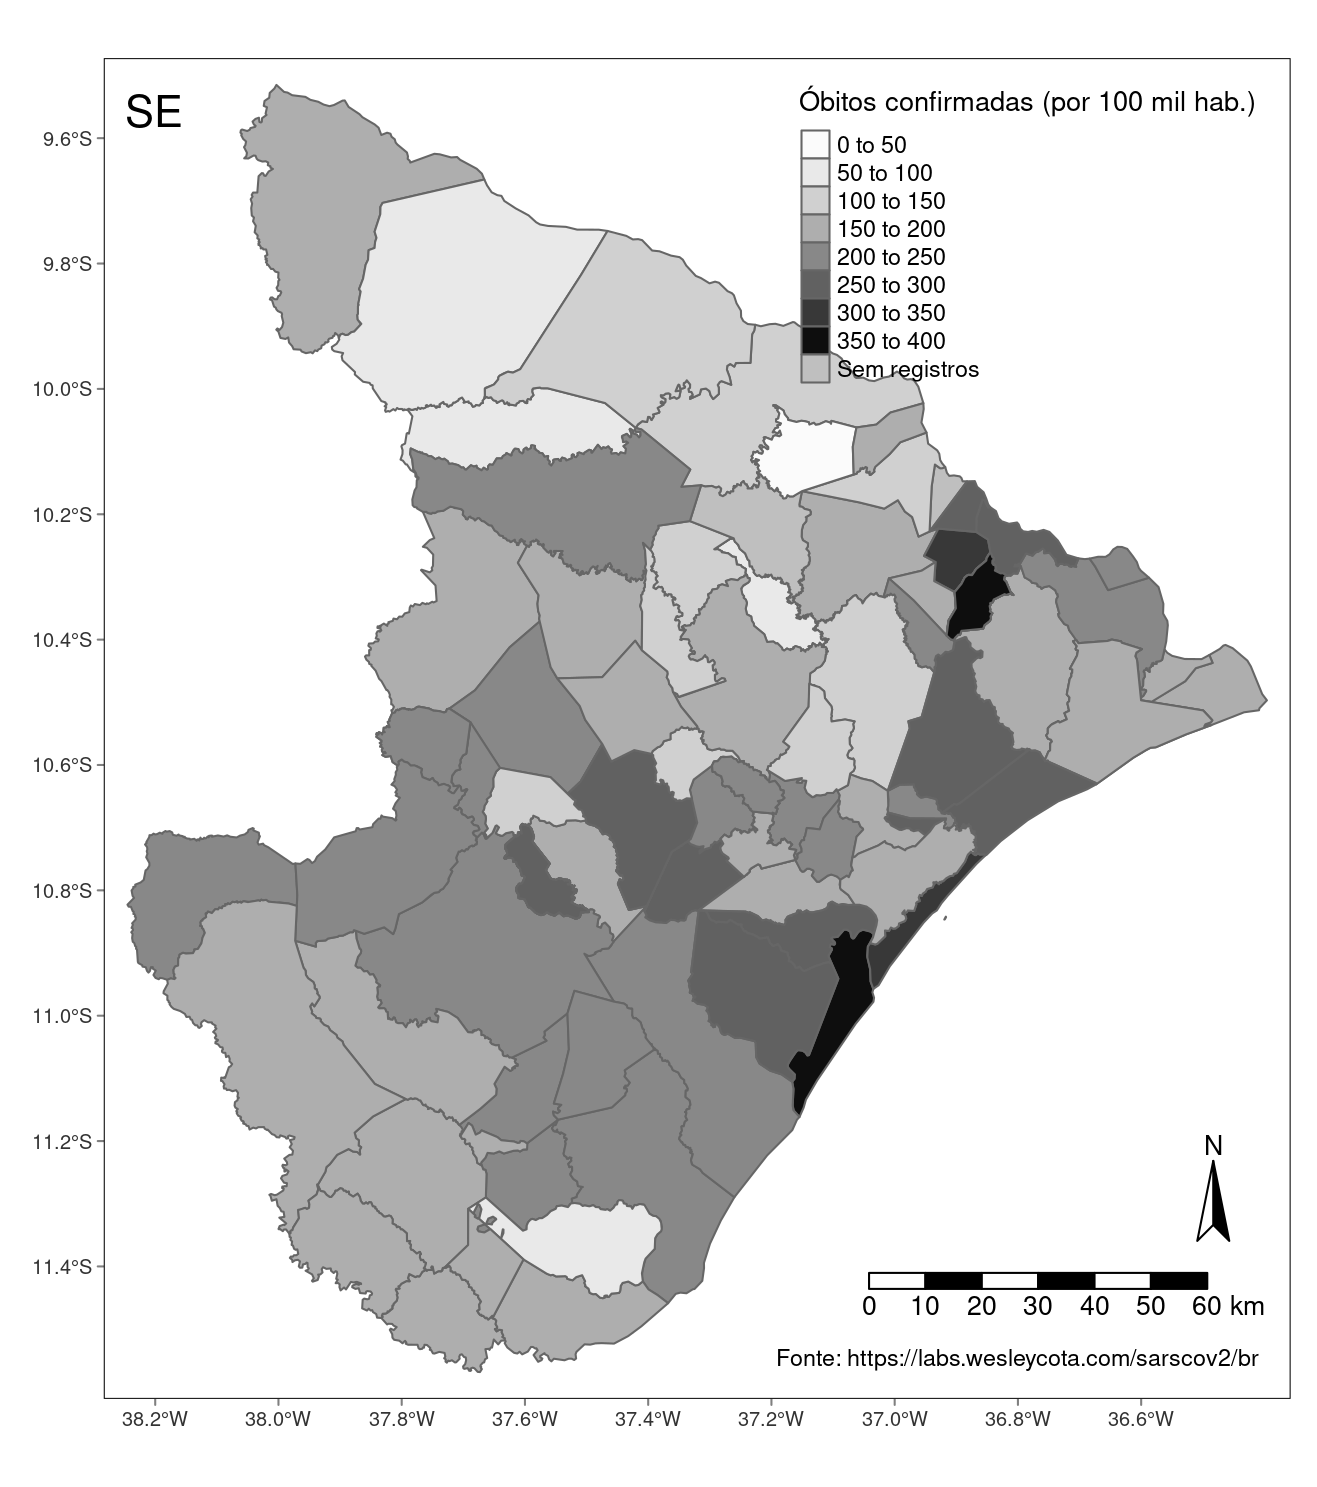 SE
Óbitos confirmadas (por 100 mil hab.)
0 to 50
50 to 100
100 to 150
150 to 200
200 to 250
250 to 300
300 to 350
350 to 400
Sem registros
9.6°S
9.8°S
10.0°S
10.2°S
10.4°S
10.6°S
10.8°S
11.0°S
11.2°S
11.4°S
N
0 10 20 30 40 50 60 km
Fonte: https://labs.wesleycota.com/sarscov2/br
38.2°W 38.0°W 37.8°W 37.6°W 37.4°W 37.2°W 37.0°W 36.8°W 36.6°W